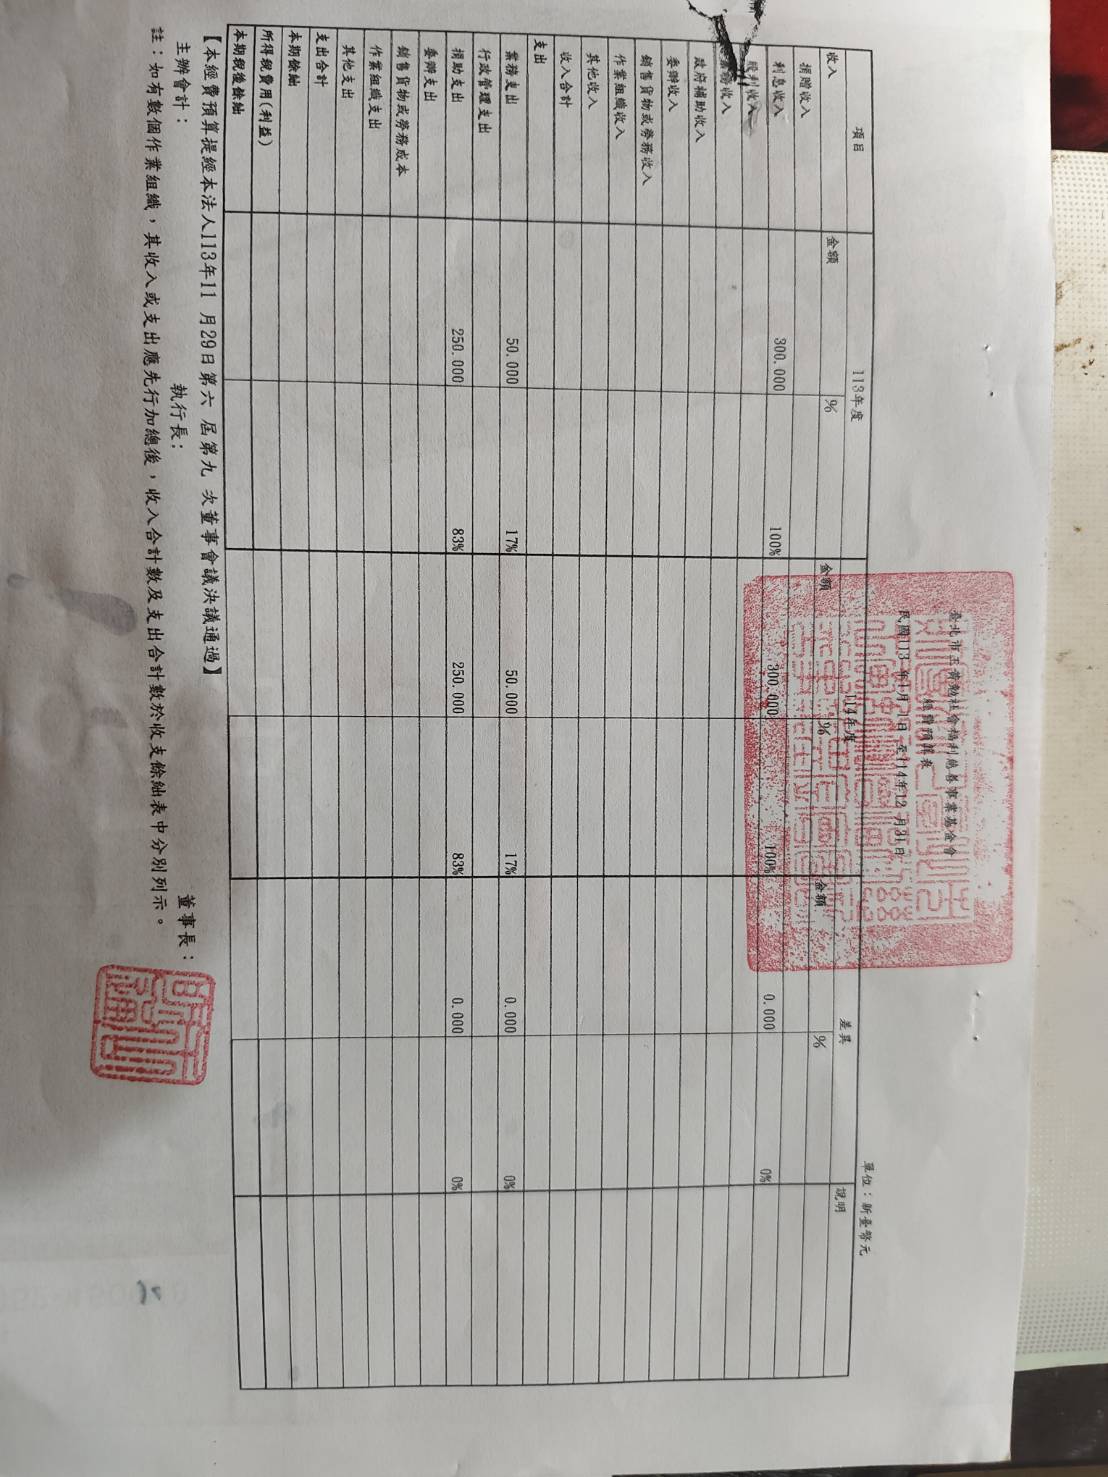 臺北市王黃勉社會福利慈善事業基金會
經費預算表
民國113 年1月 1日 至114年12 月31日
單位：新臺幣元
項目 113年度 114年度 差異 說明
收入 金額 % 金額 % 金額 %
捐贈收入
利息收入 300.000 100% 300.000 100% 0.000 0%
股利收入
業務收入
政府補助收入
委辦收入
銷售貨物或勞務收入
作業組織收入
其他收入
收入合計
支出
業務支出 50.000 17% 50.000 17% 0.000 0%
行政管理支出
捐助支出 250.000 83% 250.000 83% 0.000 0%
委辦支出
銷售貨物或勞務成本
作業組織支出
其他支出
支出合計
本期餘絀
所得稅費用(利益)
本期稅後餘絀
【本經費預算提經本法人113年11 月29日第六 屆第九 次董事會議決議通過】
主辦會計： 執行長： 董事長：
註：如有數個作業組織，其收入或支出應先行加總後，收入合計數及支出合計數於收支餘絀表中分別列示。